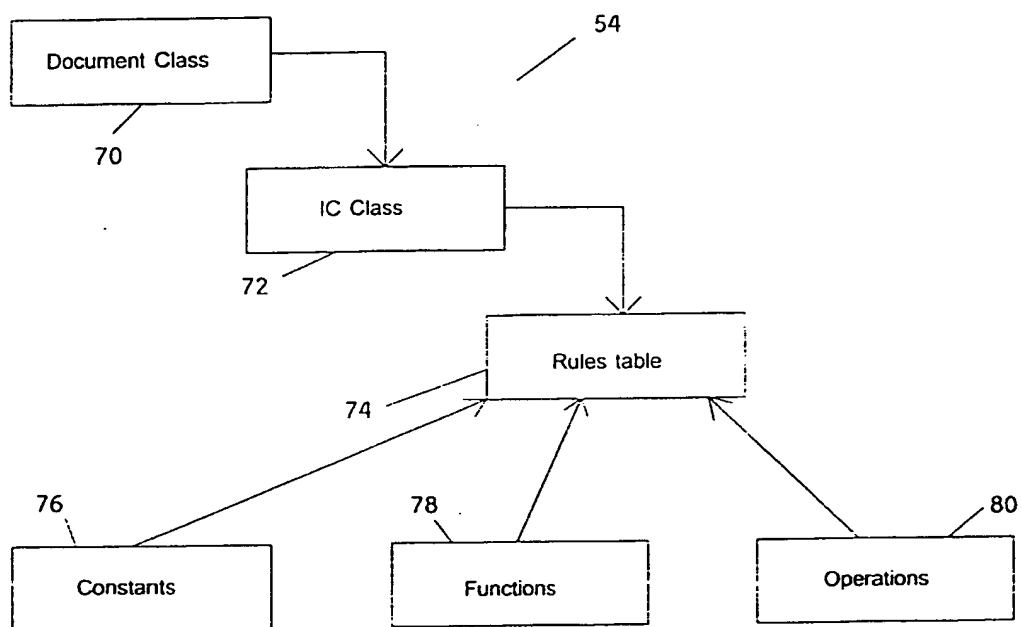 54
Document Class
70
IC Class
72
Rules table
74
76
78
80
Constants
Functions
Operations